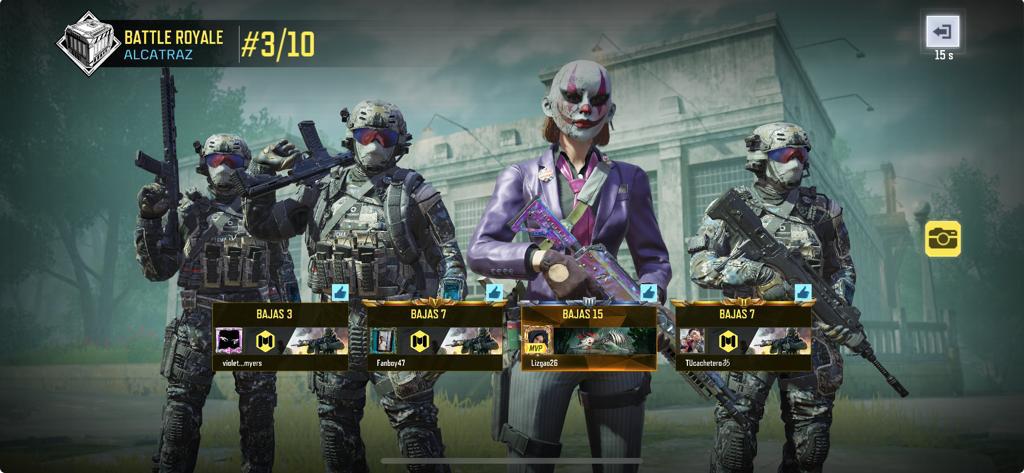 BATTLE ROYALE
ALCATRAZ
#3/10
15 s
BAJAS 3
violet...myers
BAJAS 7
Fanboy47
BAJAS 15
MVP
Lizgao26
BAJAS 7
TUcachetero